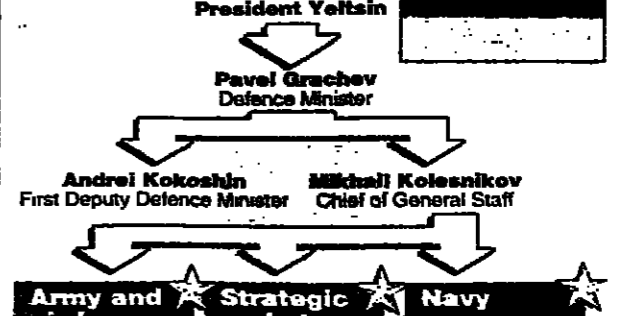 President Yeltsin
Pavel Grachev
Defence Minister
Andrei Kokoshin
First Deputy Defence Minister
Mikhail Kolesnikov
Chief of General Staff
Army and
Strategic
Navy